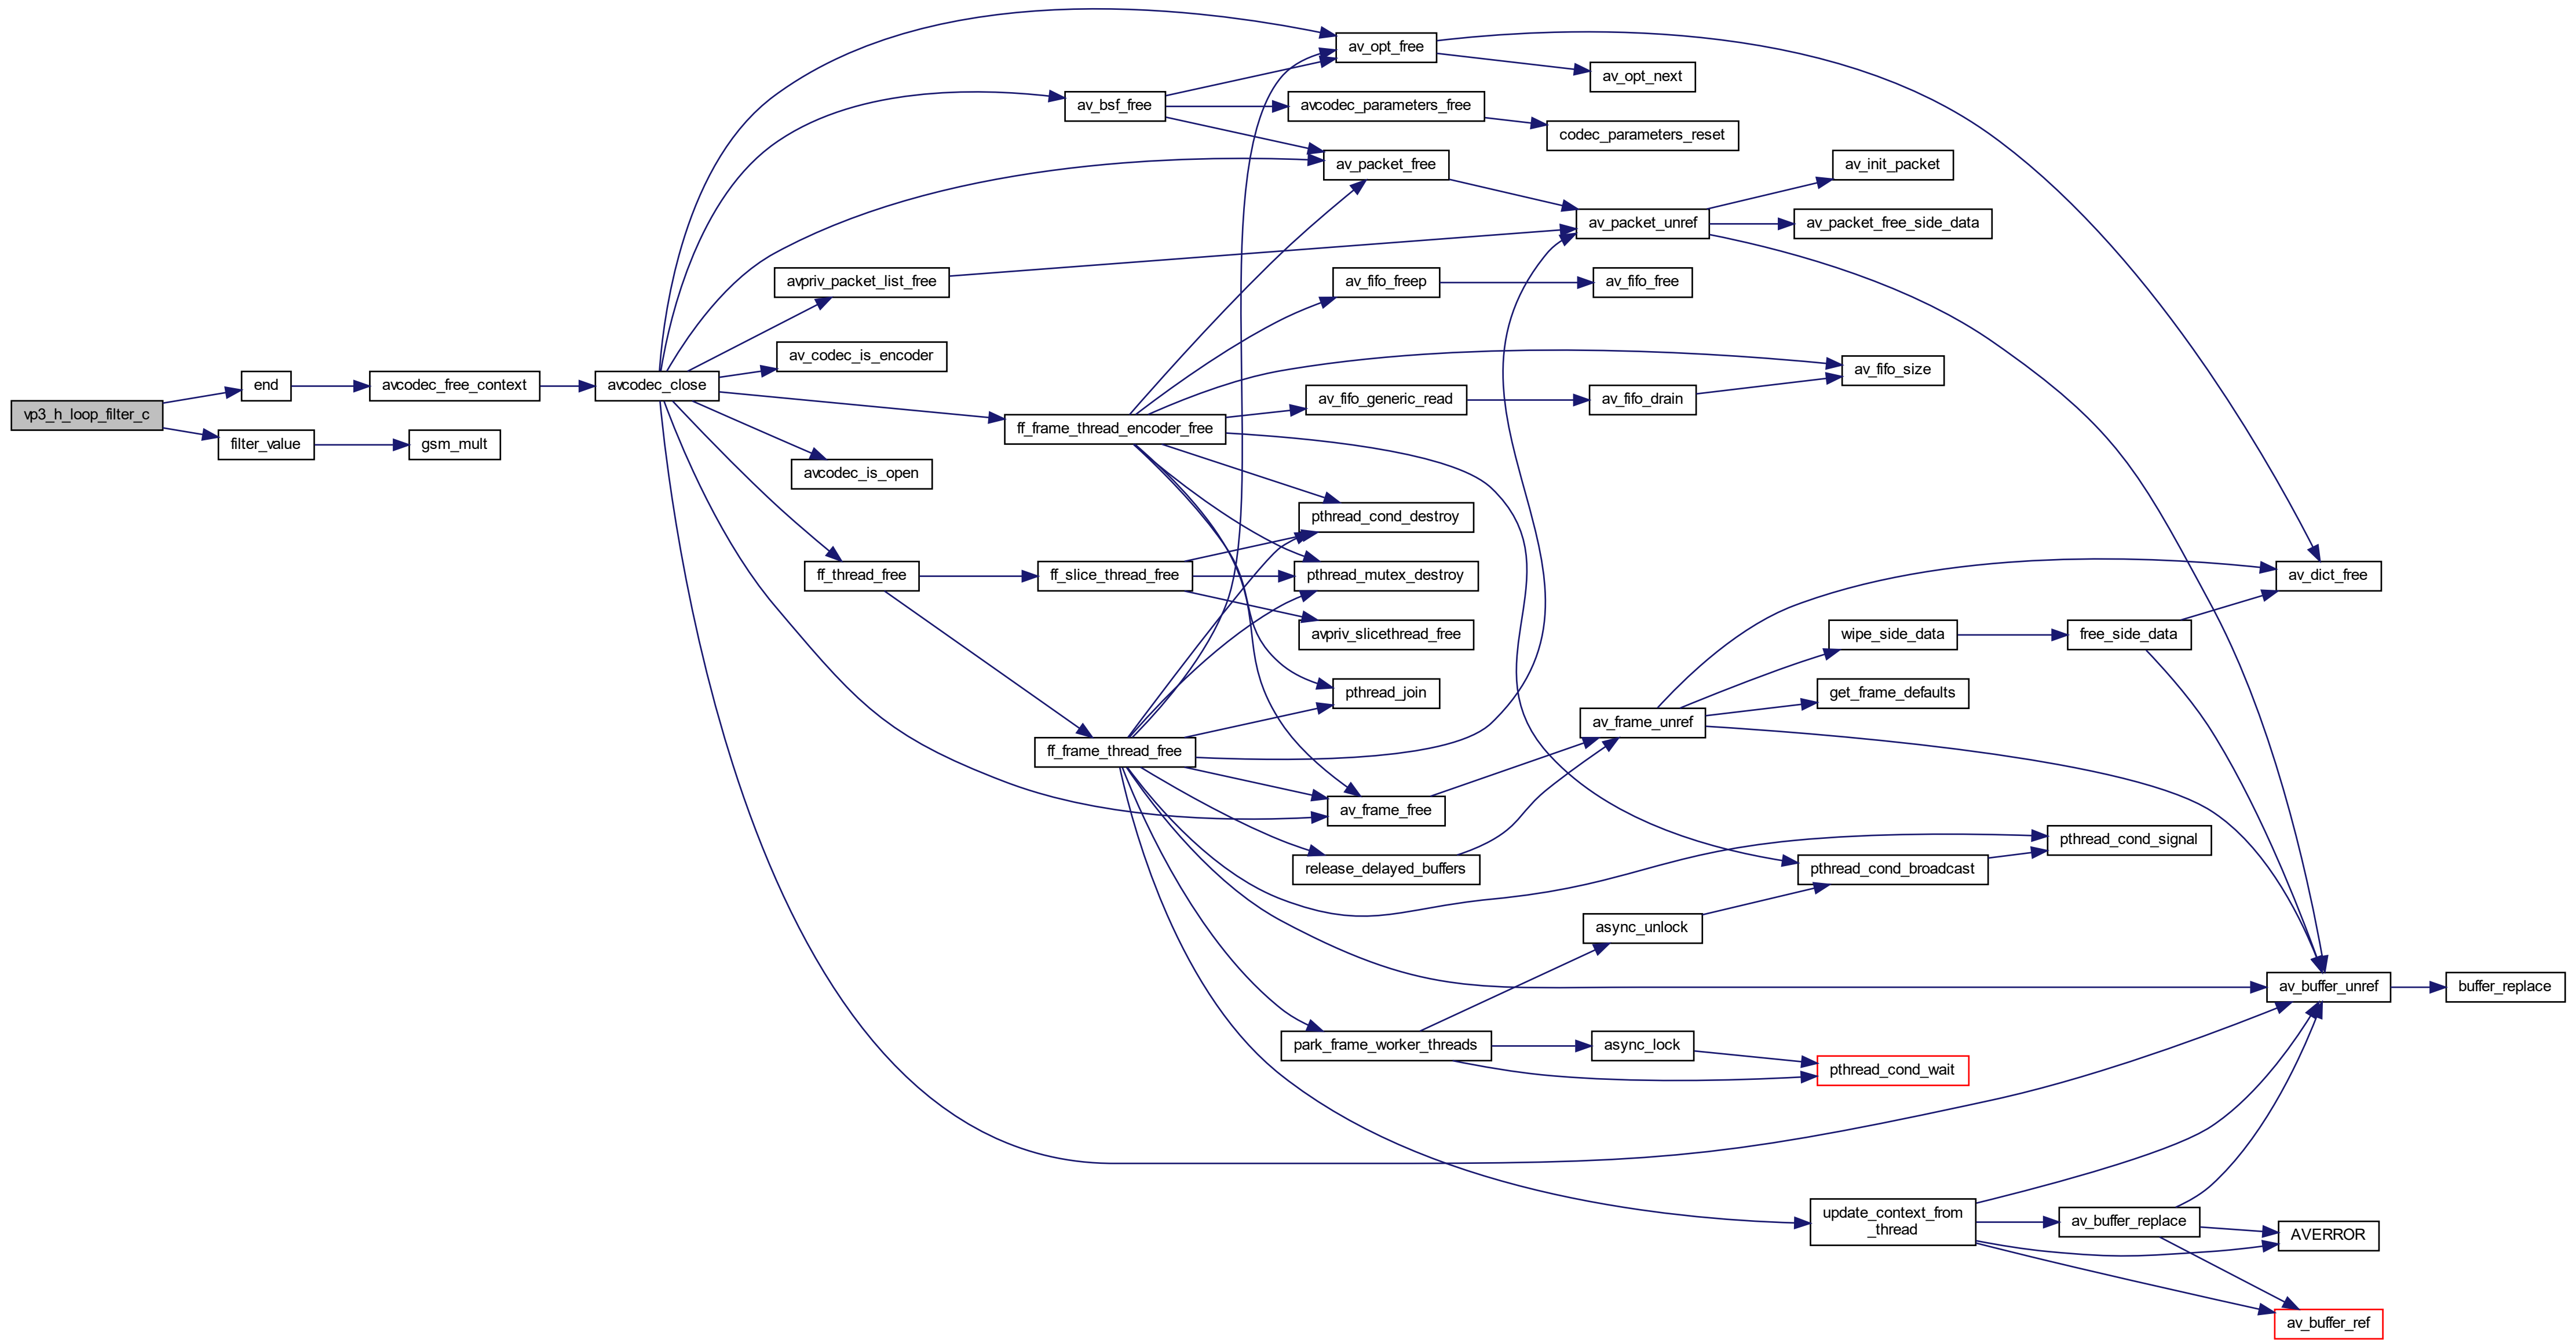 av_opt_free
av_opt_next
av_bsf_free
avcodec_parameters_free
codec_parameters_reset
av_packet_free
av_init_packet
av_packet_unref
av_packet_free_side_data
avpriv_packet_list_free
av_fifo_freep
av_fifo_free
av_codec_is_encoder
av_fifo_size
end
avcodec_free_context
avcodec_close
av_fifo_generic_read
av_fifo_drain
vp3_h_loop_filter_c
ff_frame_thread_encoder_free
filter_value
gsm_mult
avcodec_is_open
pthread_cond_destroy
ff_thread_free
ff_slice_thread_free
pthread_mutex_destroy
av_dict_free
avpriv_slicethread_free
wipe_side_data
free_side_data
pthread_join
get_frame_defaults
av_frame_unref
ff_frame_thread_free
av_frame_free
pthread_cond_signal
release_delayed_buffers
pthread_cond_broadcast
async_unlock
av_buffer_unref
buffer_replace
park_frame_worker_threads
async_lock
pthread_cond_wait
update_context_from
_thread
av_buffer_replace
AVERROR
av_buffer_ref